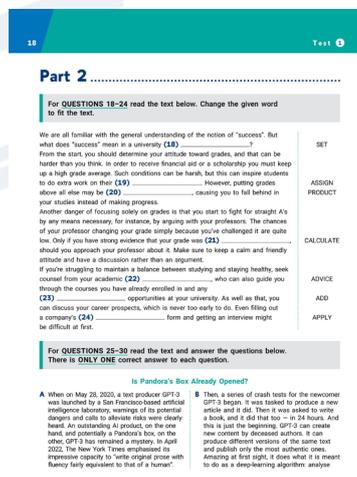 18
Test 1
Part 2
For QUESTIONS 18–24 read the text below. Change the given word
to fit the text.
We are all familiar with the general understanding of the notion of "success". But
what does "success" mean in a university (18) ____________? SET
From the start, you should determine your attitude toward grades, and that can be
harder than you think. In order to receive financial aid or a scholarship you must keep
up a high grade average. Such conditions can be harsh, but this can inspire students
to do extra work on their (19) ____________. However, putting grades ASSIGN
above all else may be (20) ____________, causing you to fall behind in PRODUCT
your studies instead of making progress.
Another danger of focusing solely on grades is that you start to fight for straight A's
by any means necessary, for instance, by arguing with your professors. The chances
of your professor changing your grade simply because you've challenged it are quite
low. Only if you have strong evidence that your grade was (21) ____________, CALCULATE
should you approach your professor about it. Make sure to keep a calm and friendly
attitude and have a discussion rather than an argument.
If you're struggling to maintain a balance between studying and staying healthy, seek
counsel from your academic (22) ____________, who can also guide you ADVICE
through the courses you have already enrolled in and any
(23) ____________ opportunities at your university. As well as that, you ADD
can discuss your career prospects, which is never too early to do. Even filling out
a company's (24) ____________ form and getting an interview might APPLY
be difficult at first.
For QUESTIONS 25–30 read the text and answer the questions below.
There is ONLY ONE correct answer to each question.
Is Pandora's Box Already Opened?
A When on May 28, 2020, a text producer GPT-3
was launched by a San Francisco-based artificial
intelligence laboratory, warnings of its potential
dangers and calls to alleviate risks were clearly
heard. An outstanding AI product, on the one
hand, and potentially a Pandora's box, on the
other, GPT-3 has remained a mystery. In April
2022, The New York Times emphasised its
impressive capacity to "write original prose with
fluency fairly equivalent to that of a human".
B Then, a series of crash tests for the newcomer
GPT-3 began. It was tasked to produce a new
article and it did. Then it was asked to write
a book, and it did that too — in 24 hours. And
this is just the beginning. GPT-3 can create
new content by deceased authors. It can
produce different versions of the same text
and publish only the most authentic ones.
Amazing at first sight, it does what it is meant
to do as a deep-learning algorithm: analyse